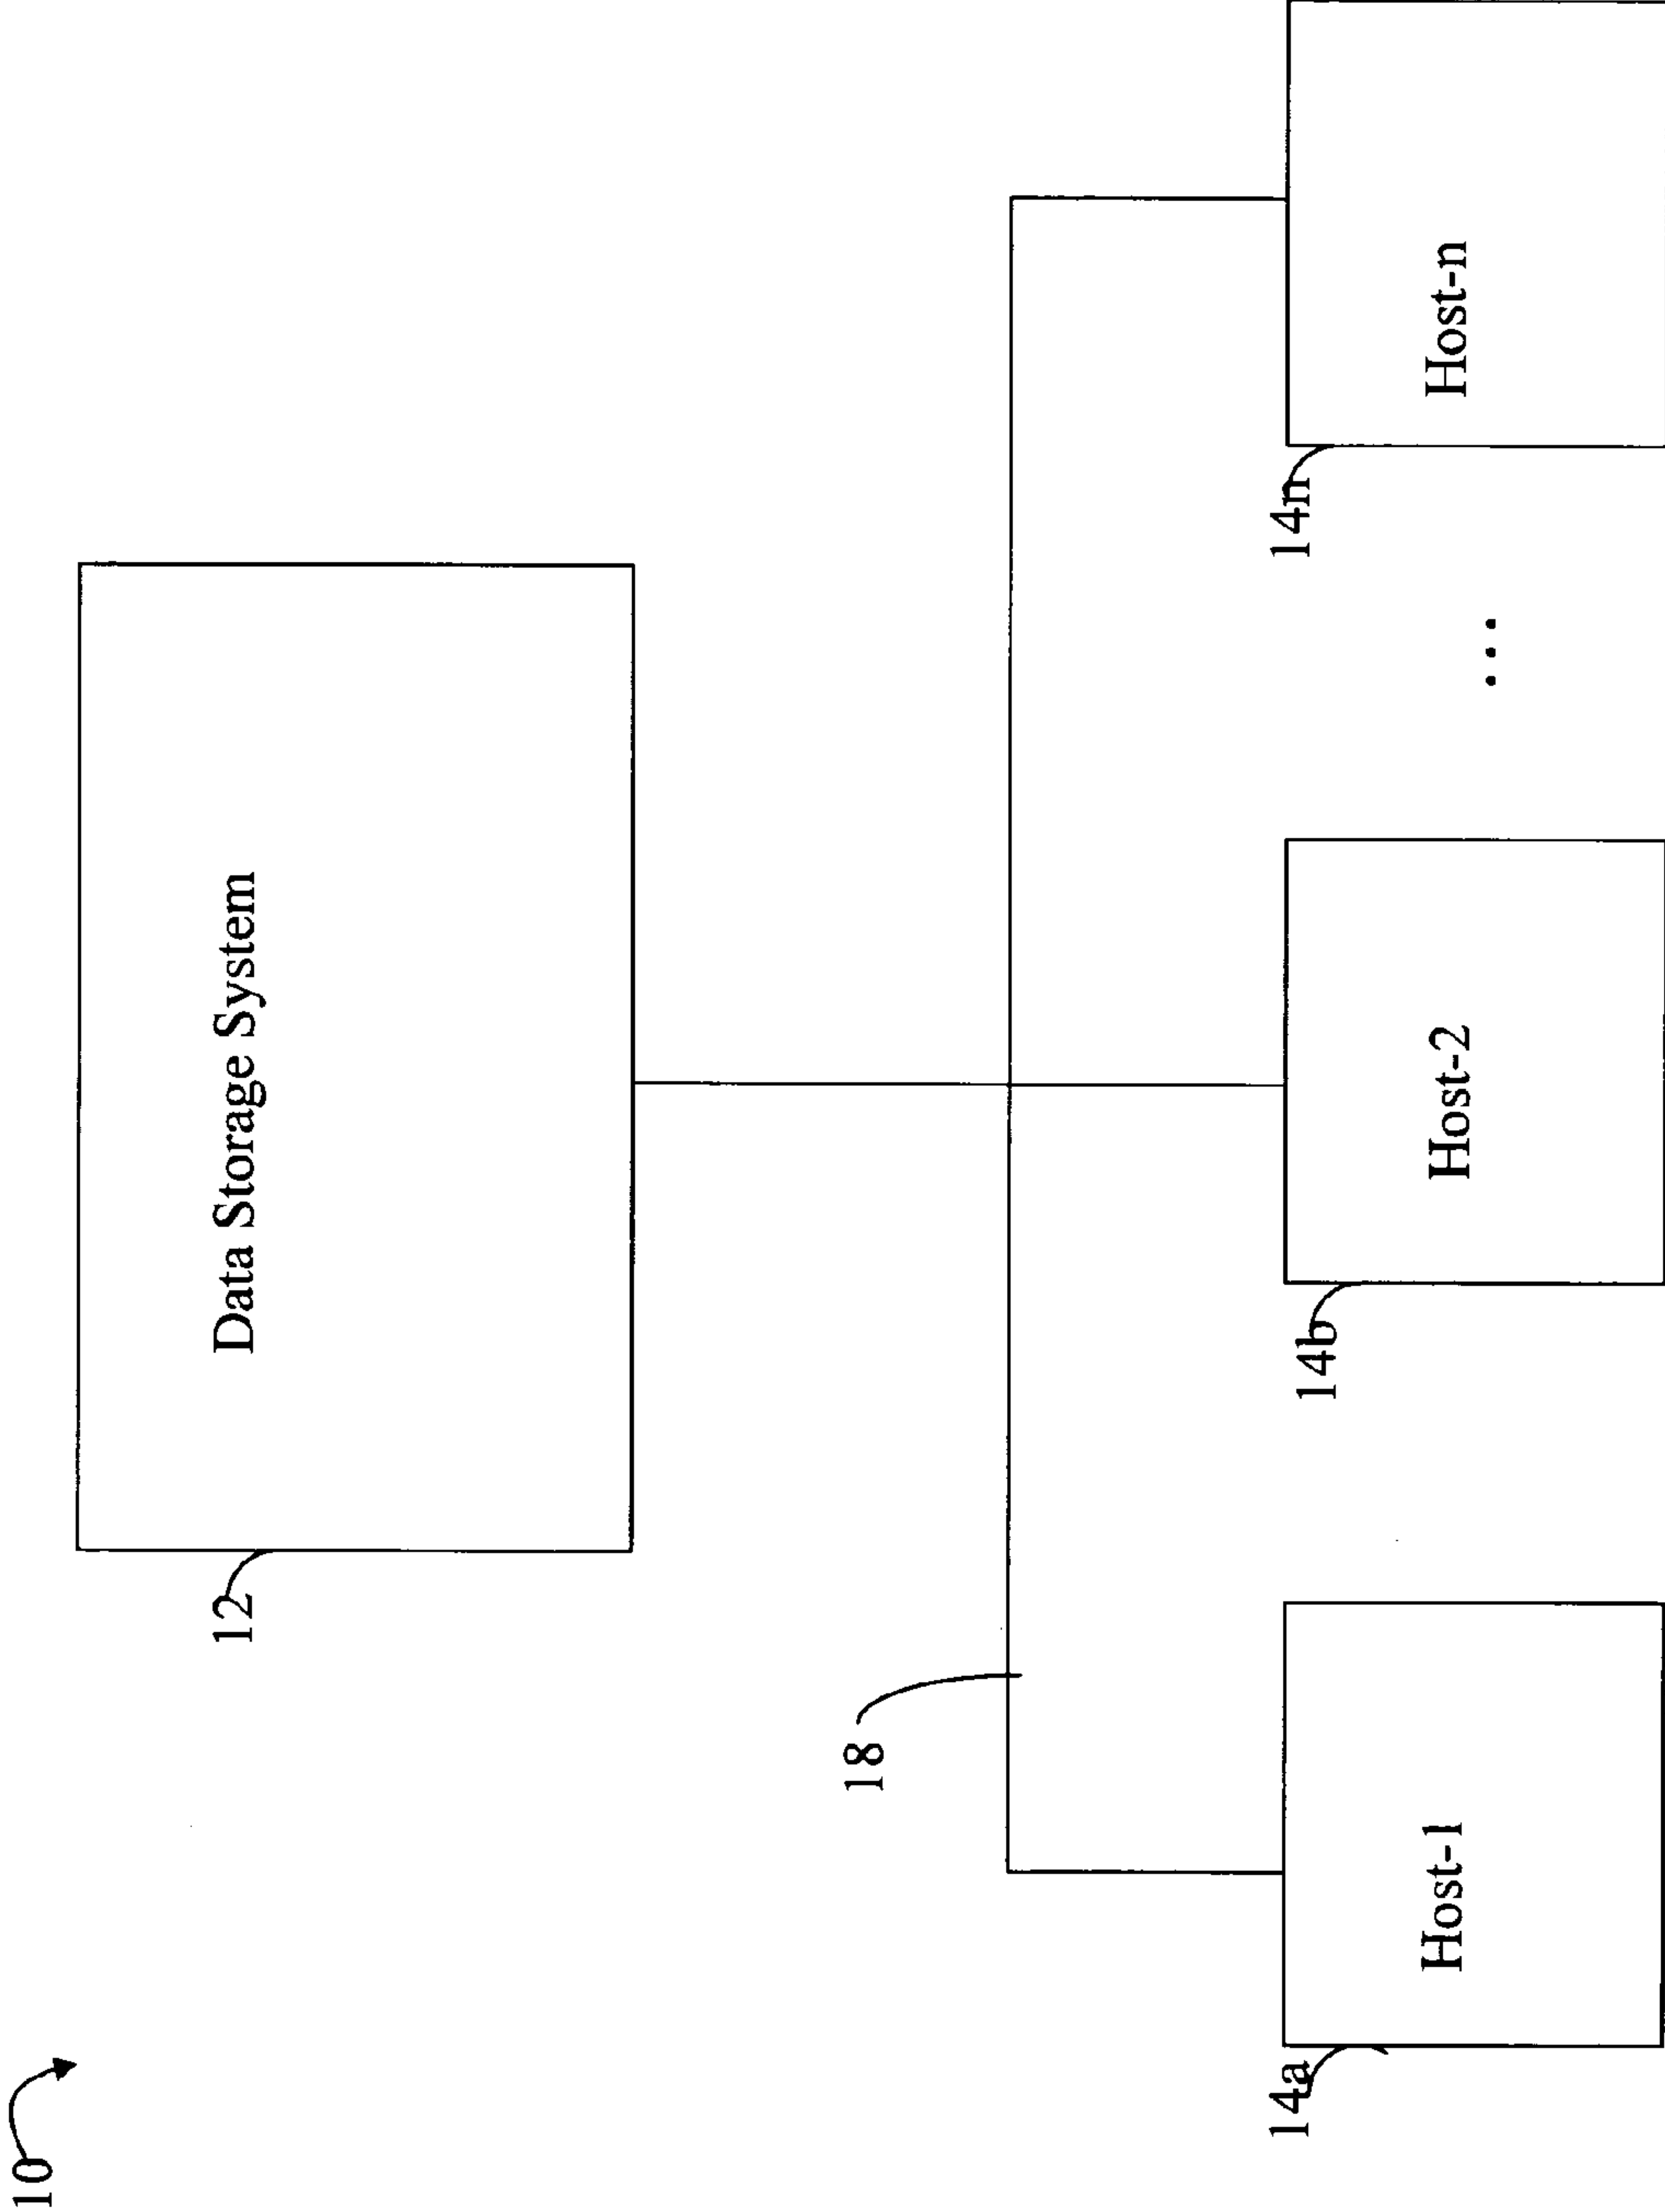 10
12
Data Storage System
18
14a
Host-1
14b
Host-2
...
14n
Host-n